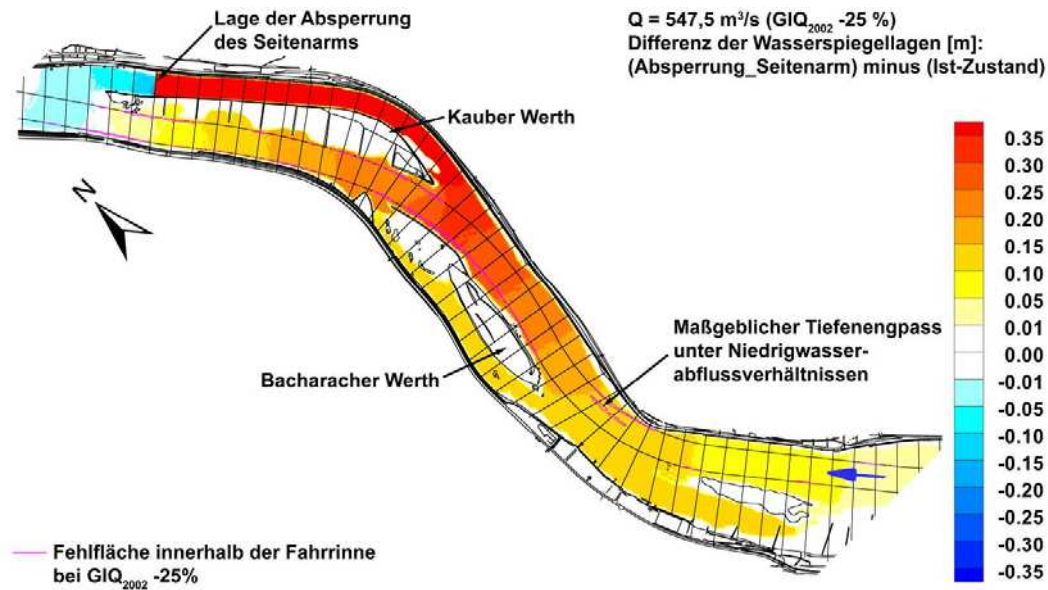 Lage der Absperrung
des Seitenarms
Q = 547,5 m³/s (GlQ₂₀₀₂ -25 %)
Differenz der Wasserspiegellagen [m]:
(Absperrung_Seitenarm) minus (Ist-Zustand)
Kauber Werth
N
0.35
0.30
0.25
0.20
0.15
0.10
0.05
0.01
0.00
-0.01
-0.05
-0.10
-0.15
-0.20
-0.25
-0.30
-0.35
Maßgeblicher Tiefenengpass
unter Niedrigwasser-
abflussverhältnissen
Bacharacher Werth
Fehlfläche innerhalb der Fahrrinne
bei GlQ₂₀₀₂ -25%